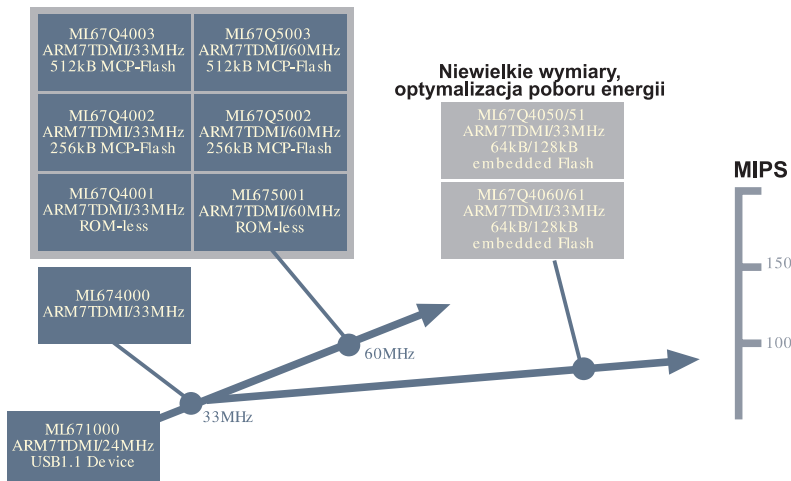 ML67Q4003
ARM7TDMI/33MHz
512kB MCP-Flash
ML67Q5003
ARM7TDMI/60MHz
512kB MCP-Flash
ML67Q4002
ARM7TDMI/33MHz
256kB MCP-Flash
ML67Q5002
ARM7TDMI/60MHz
256kB MCP-Flash
ML67Q4001
ARM7TDMI/33MHz
ROM-less
ML675001
ARM7TDMI/60MHz
ROM-less
Niewielkie wymiary,
optymalizacja poboru energii
ML67Q4050/51
ARM7TDMI/33MHz
64kB/128kB
embedded Flash
ML67Q4060/61
ARM7TDMI/33MHz
64kB/128kB
embedded Flash
MIPS
150
100
ML674000
ARM7TDMI/33MHz
60MHz
33MHz
ML671000
ARM7TDMI/24MHz
USB1.1 Device